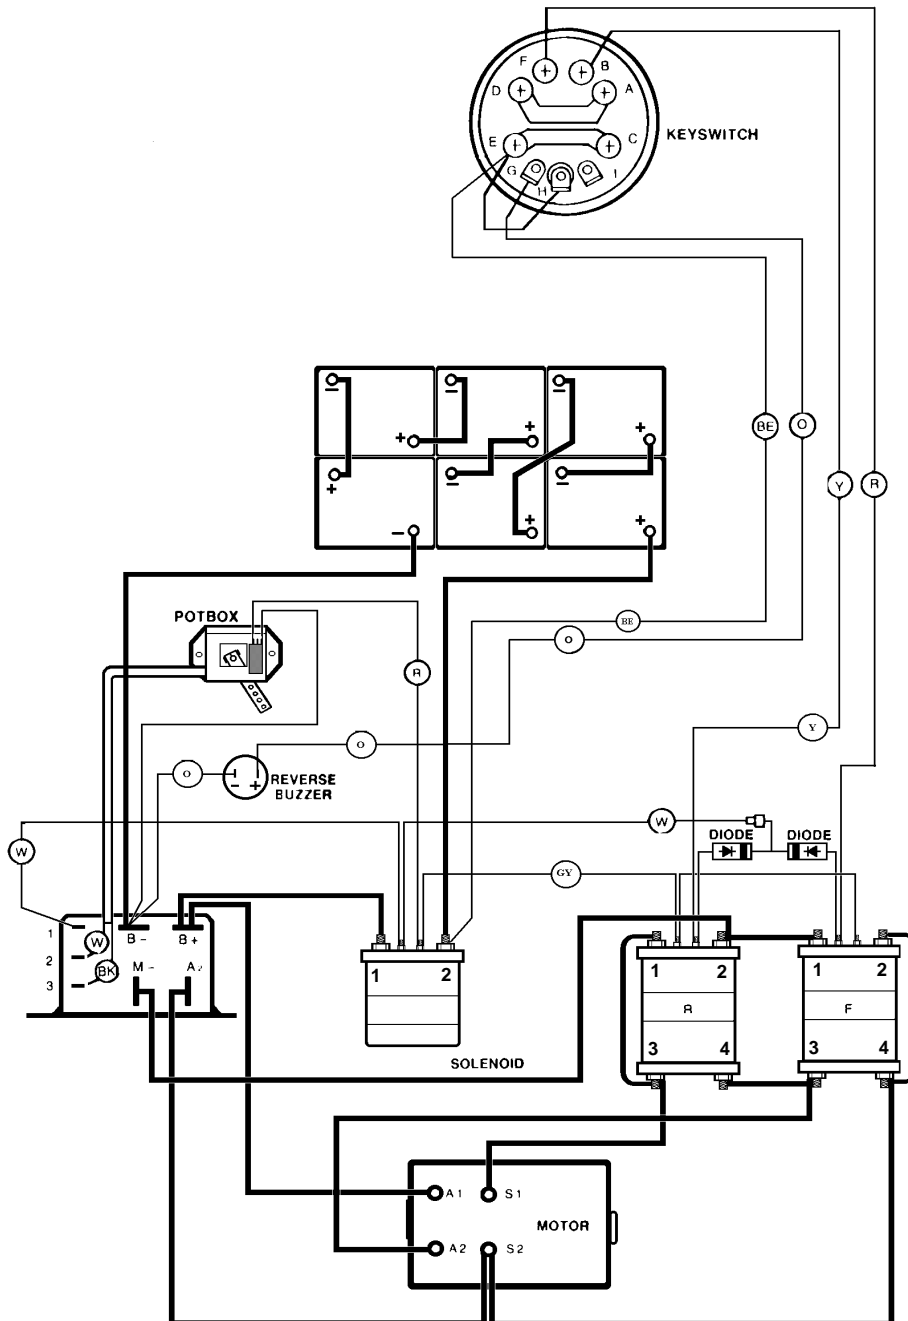 F
B
D
A
E
C
KEYSWITCH
G
H
I
− − −
+ + +
BE
O
− −
+
Y
R
− + +
POTBOX
BE
O
R
Y
O
O
− +
REVERSE
BUZZER
W
DIODE DIODE
W
GY
1
B −
B +
W
2
M −
A2
BK
3
1 2
1 2
1 2
R
F
3 4
3 4
SOLENOID
A1
S1
MOTOR
A2
S2